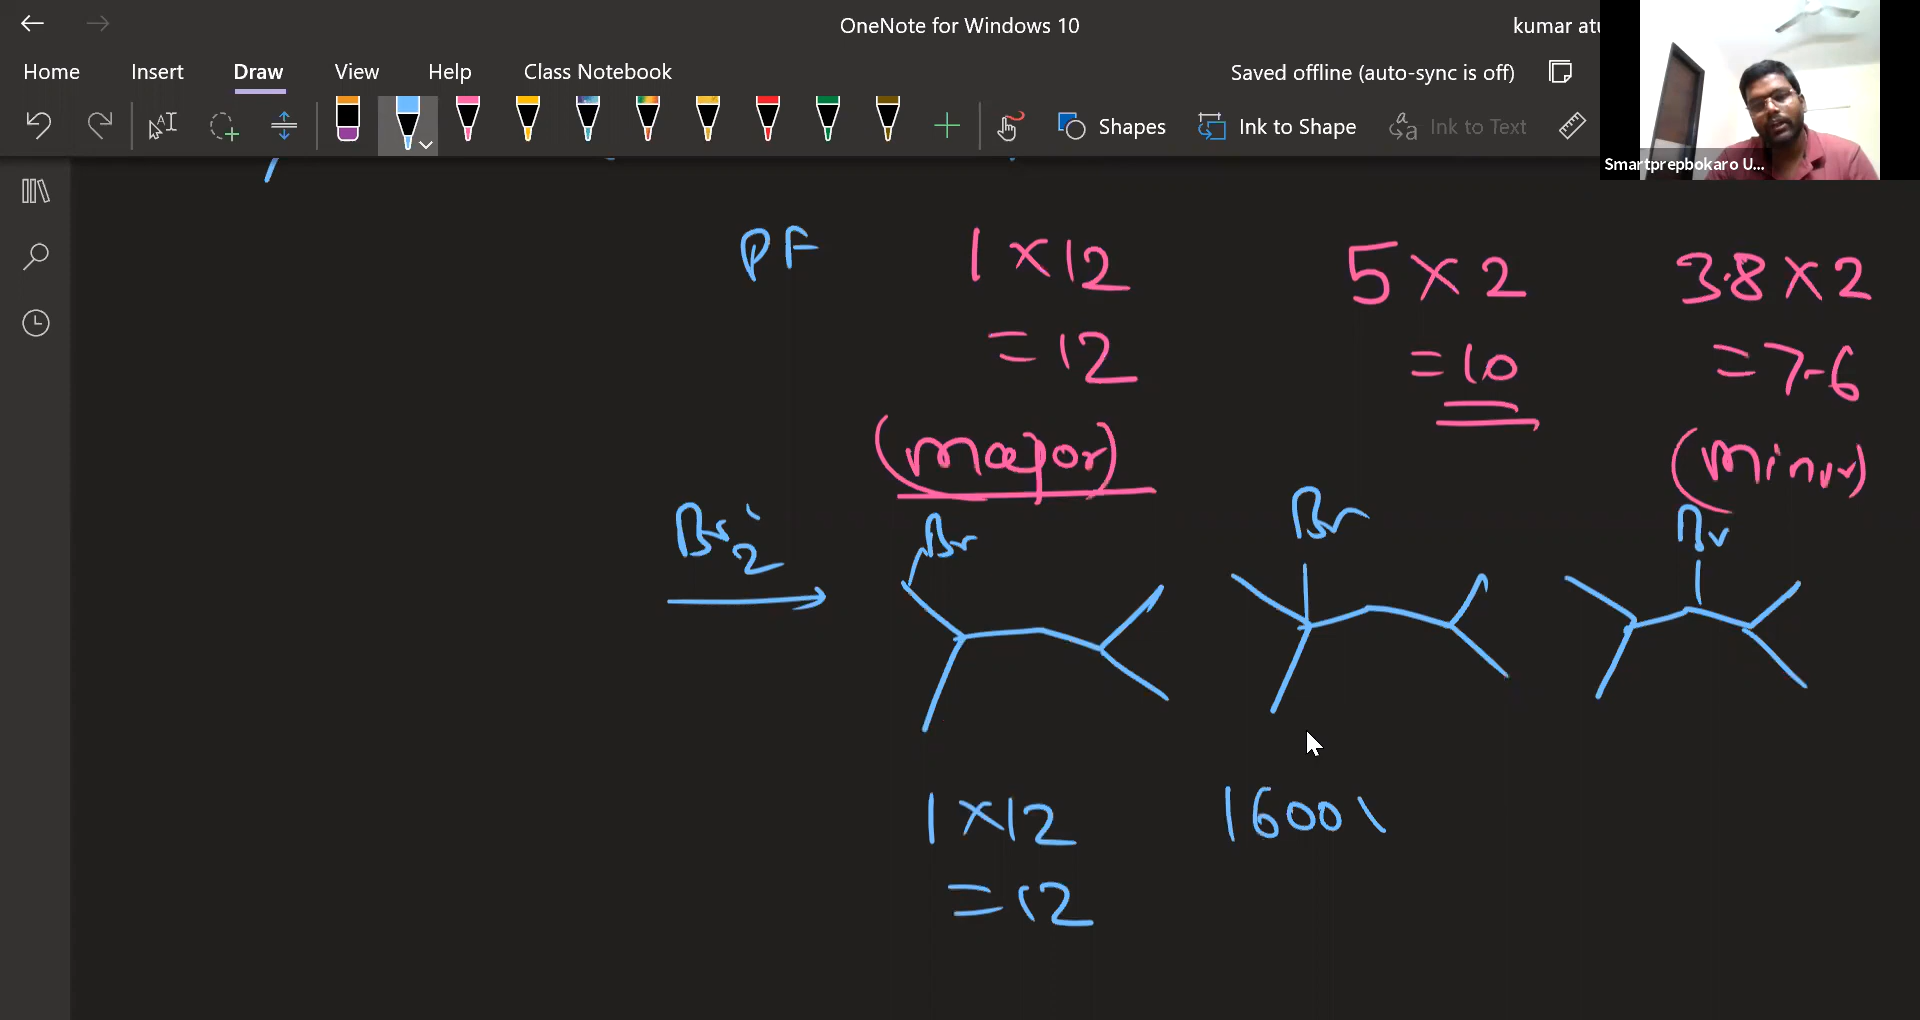 OneNote for Windows 10
kumar atu
Home Insert Draw View Help Class Notebook
Saved offline (auto-sync is off)
Shapes Ink to Shape Ink to Text
Smartprepbokaro U...
PF 1 × 12 5 × 2 3.8 × 2
= 12 = 10 = 7.6
(major) (minor)
Br2 Br Br Br
1 × 12 1600 \
= 12